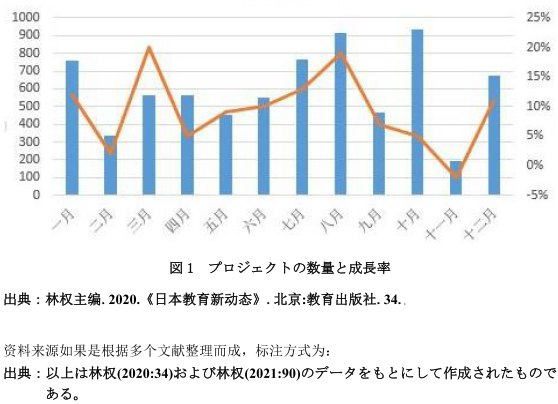 1000
900
800
700
600
500
400
300
200
100
0
25%
20%
15%
10%
5%
0%
-5%
一月
二月
三月
四月
五月
六月
七月
八月
九月
十月
十一月
十二月
図 1　プロジェクトの数量と成長率
出典：林权主编. 2020.《日本教育新动态》. 北京:教育出版社. 34.
资料来源如果是根据多个文献整理而成，标注方式为：
出典：以上は林权(2020:34)および林权(2021:90)のデータをもとにして作成されたもので
ある。